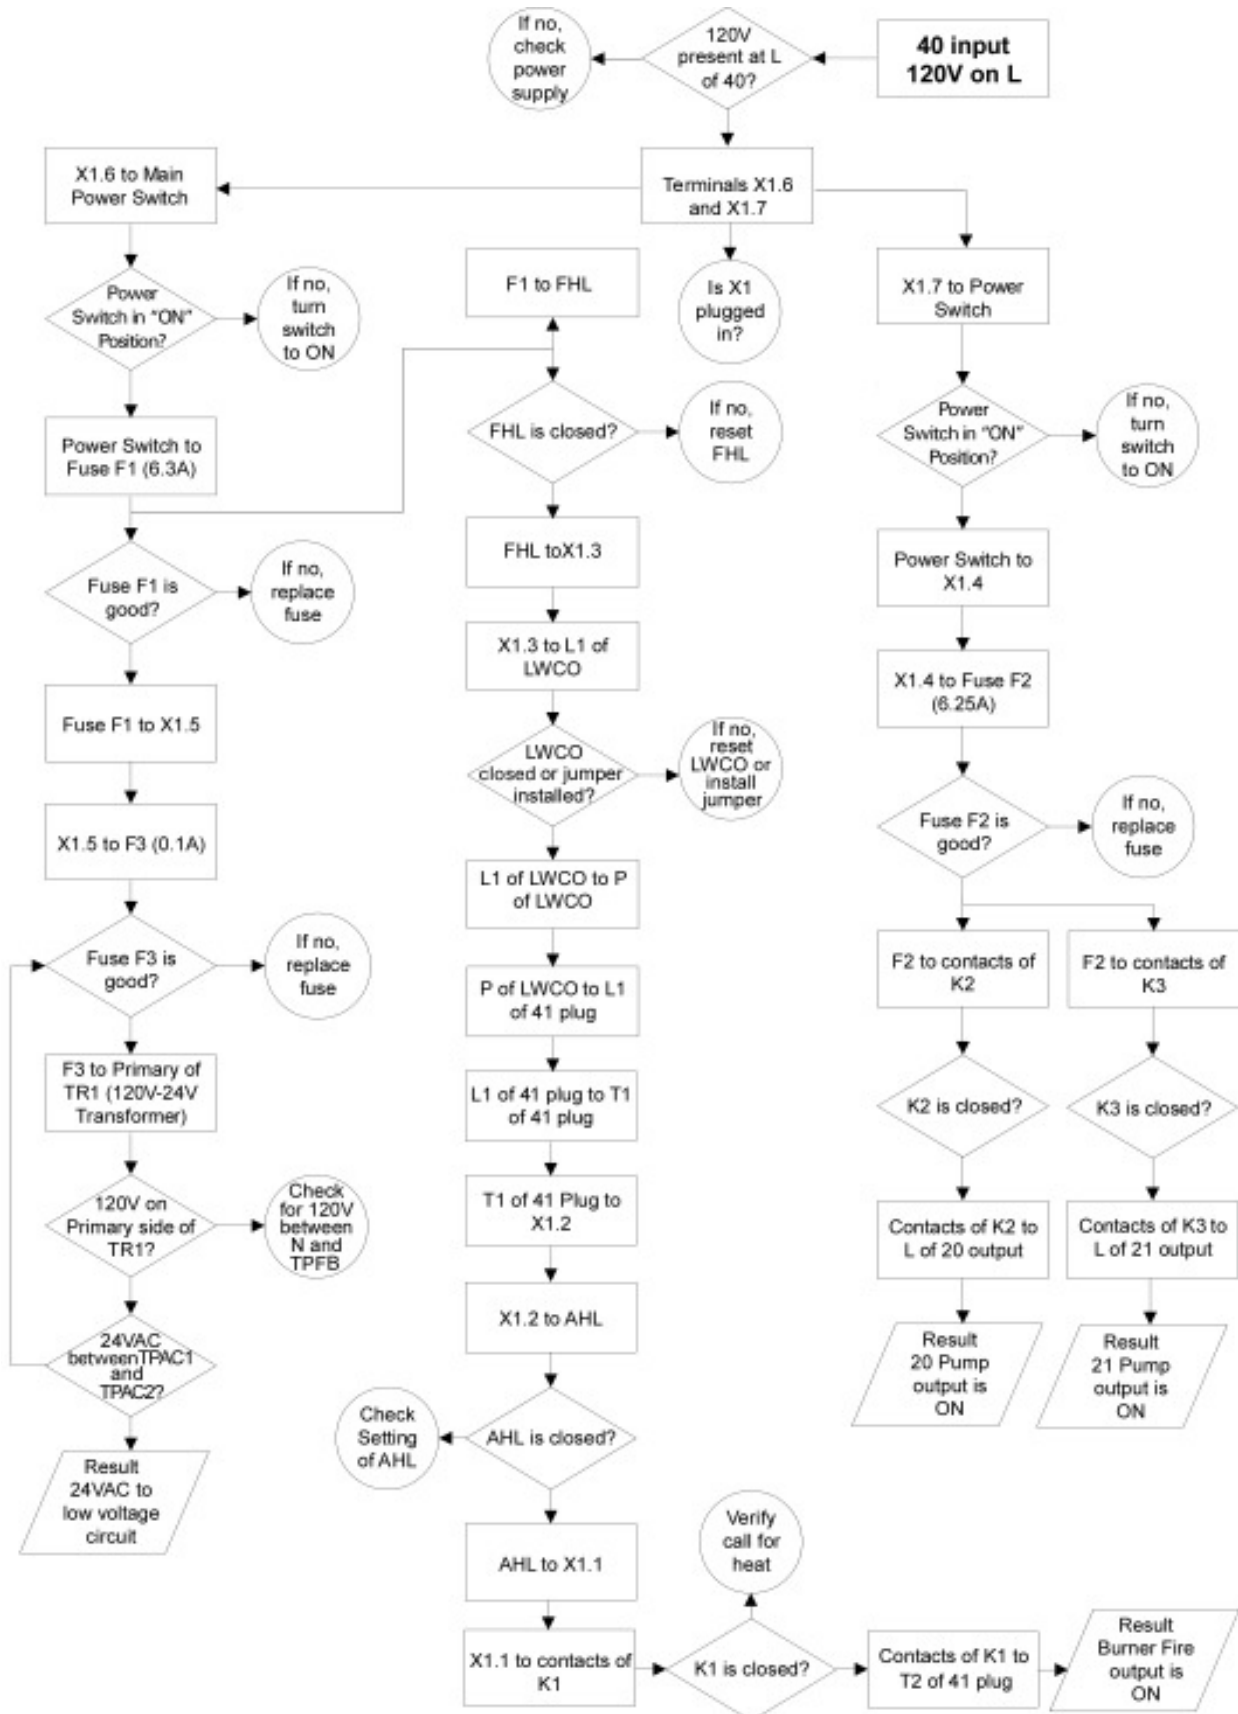 If no,
check
power
supply
120V
present at L
of 40?
40 input
120V on L
X1.6 to Main
Power Switch
Terminals X1.6
and X1.7
Power
Switch in "ON"
Position?
If no,
turn
switch
to ON
F1 to FHL
Is X1
plugged
in?
X1.7 to Power
Switch
Power Switch to
Fuse F1 (6.3A)
FHL is closed?
If no,
reset
FHL
Power
Switch in "ON"
Position?
If no,
turn
switch
to ON
Fuse F1 is
good?
If no,
replace
fuse
FHL toX1.3
Power Switch to
X1.4
X1.3 to L1 of
LWCO
X1.4 to Fuse F2
(6.25A)
Fuse F1 to X1.5
LWCO
closed or jumper
installed?
If no,
reset
LWCO or
install
jumper
Fuse F2 is
good?
If no,
replace
fuse
X1.5 to F3 (0.1A)
L1 of LWCO to P
of LWCO
Fuse F3 is
good?
If no,
replace
fuse
P of LWCO to L1
of 41 plug
F2 to contacts of
K2
F2 to contacts of
K3
F3 to Primary of
TR1 (120V-24V
Transformer)
L1 of 41 plug to T1
of 41 plug
K2 is closed?
K3 is closed?
120V on
Primary side of
TR1?
Check
for 120V
between
N and
TPFB
T1 of 41 Plug to
X1.2
Contacts of K2 to
L of 20 output
Contacts of K3 to
L of 21 output
X1.2 to AHL
24VAC
betweenTPAC1
and
TPAC2?
Result
20 Pump
output is
ON
Result
21 Pump
output is
ON
Check
Setting
of AHL
AHL is closed?
Result
24VAC to
low voltage
circuit
AHL to X1.1
Verify
call for
heat
X1.1 to contacts of
K1
K1 is closed?
Contacts of K1 to
T2 of 41 plug
Result
Burner Fire
output is
ON